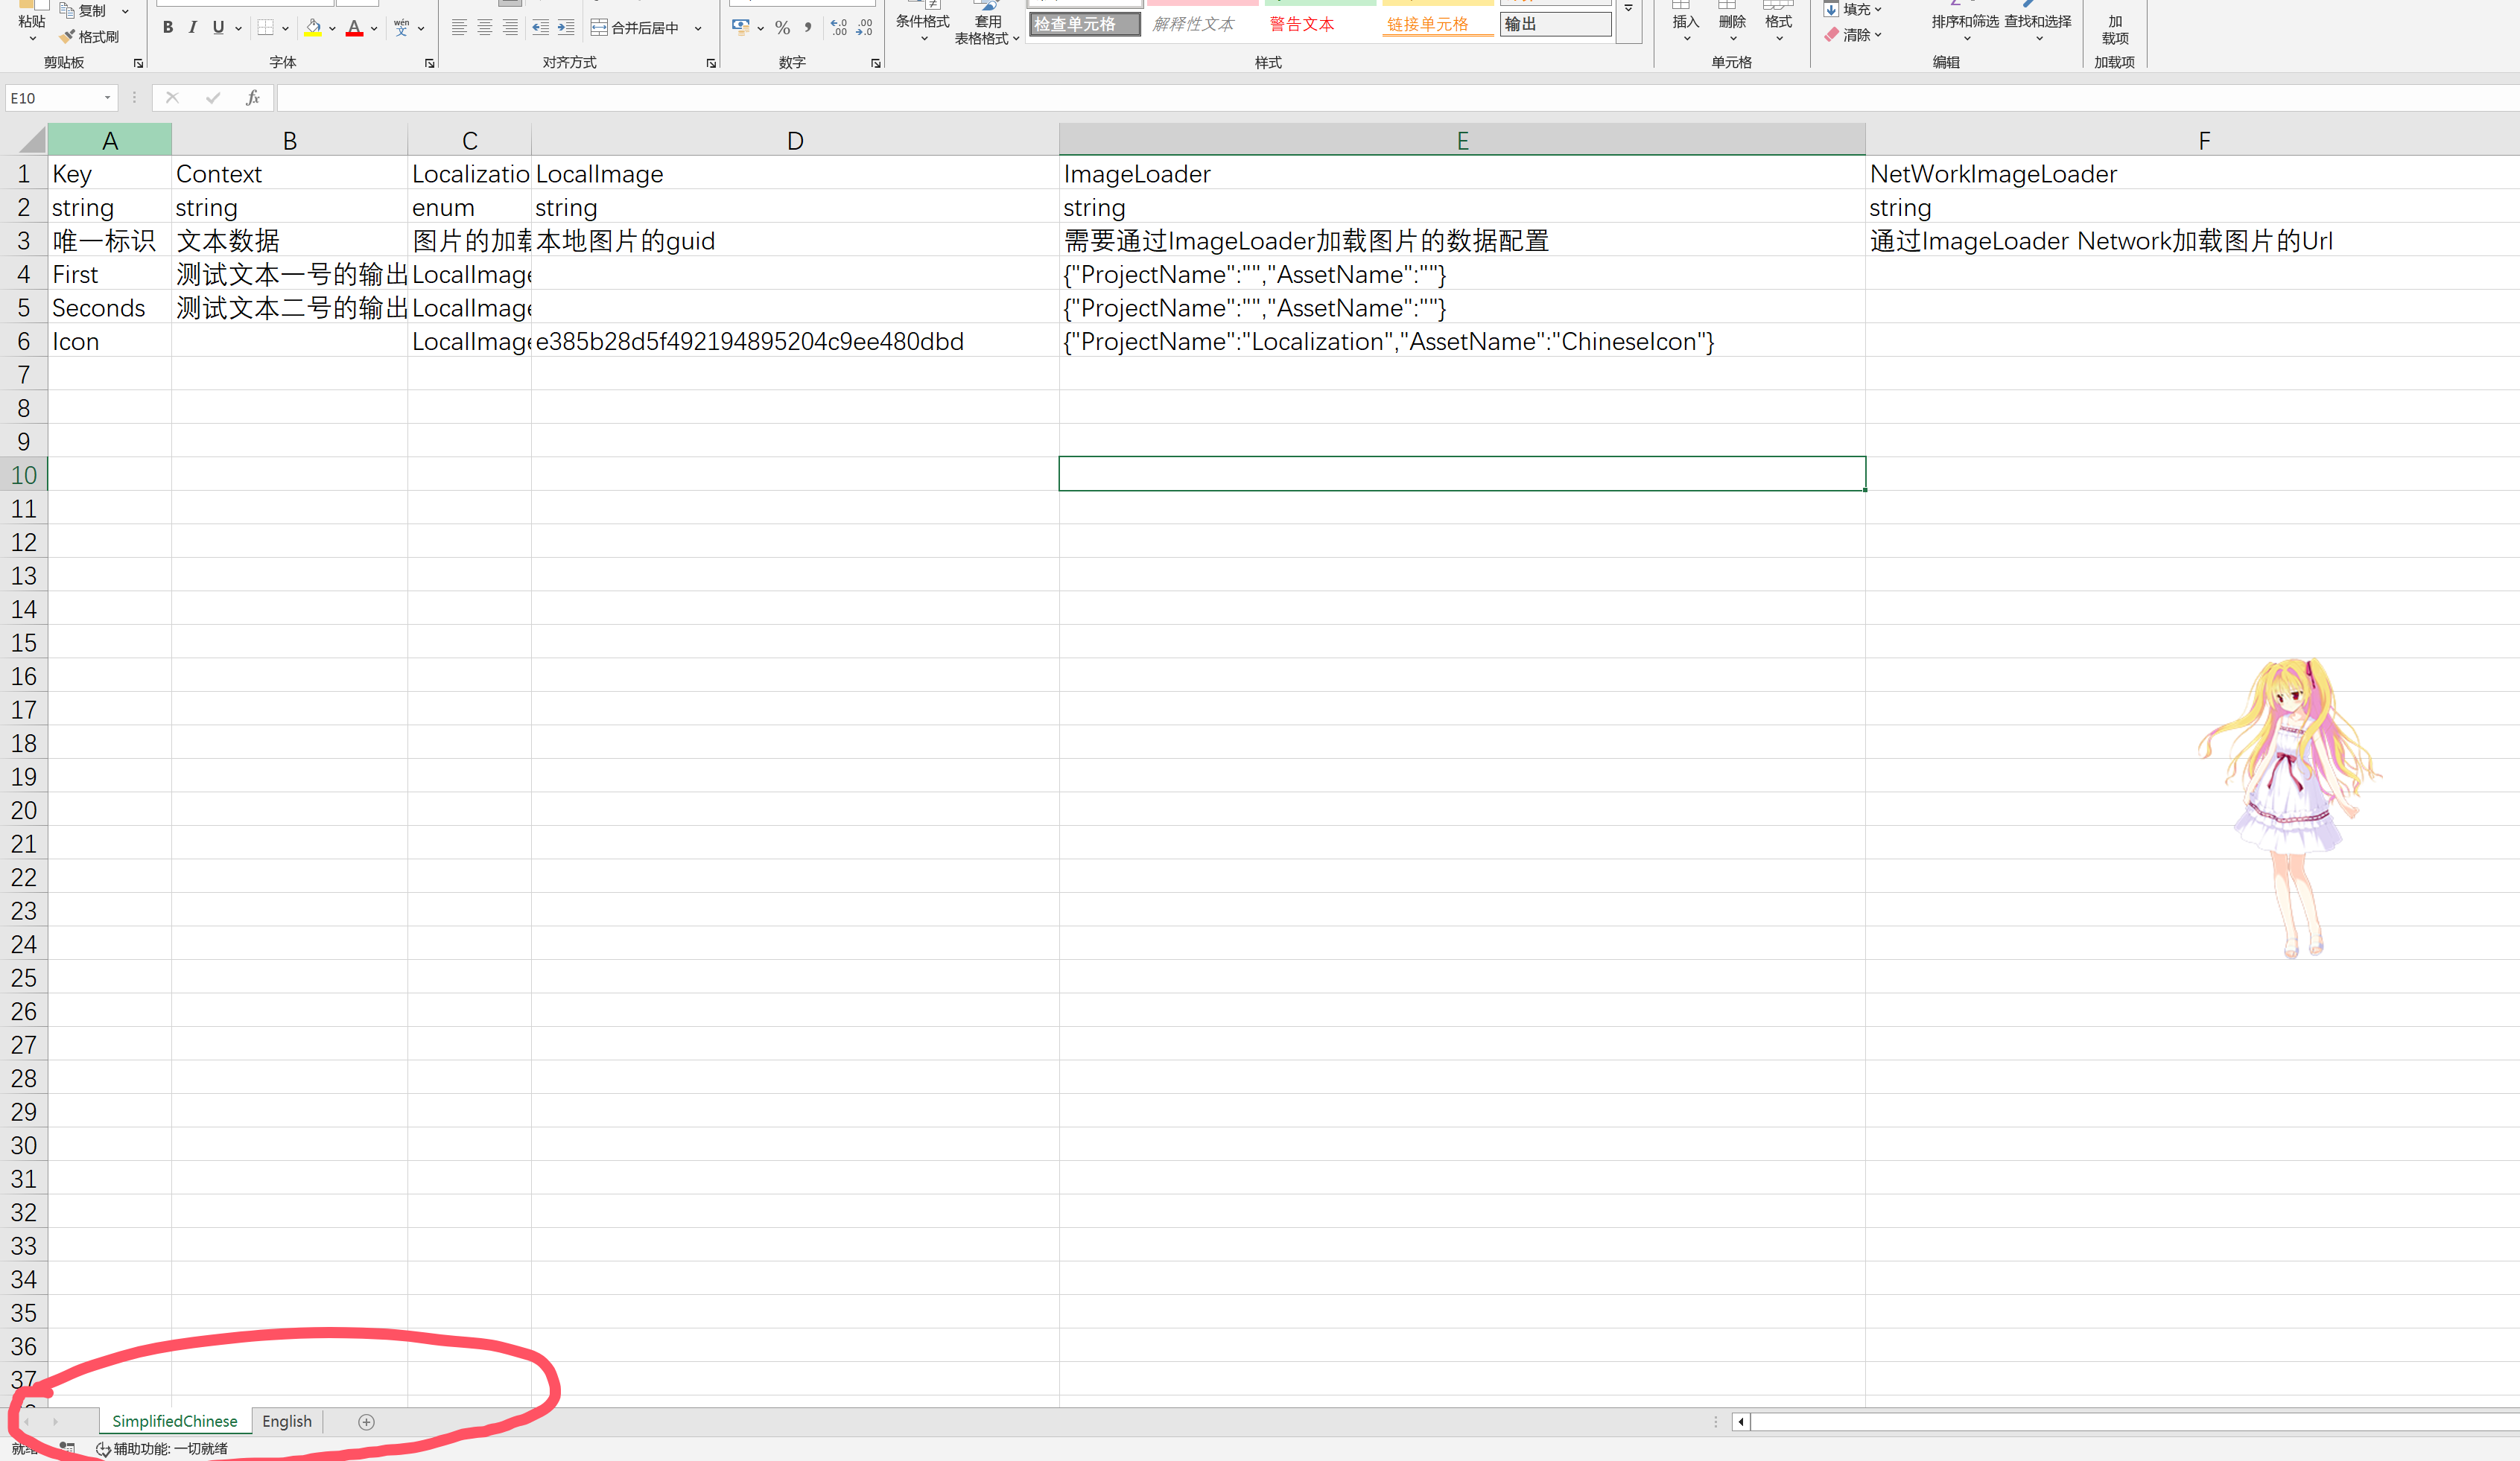 粘贴 复制 条件格式 套用 检查单元格 解释性文本 警告文本 链接单元格 输出 插入 删除 格式 填充 排序和筛选 查找和选择 加
格式刷 B I U A wén 文 合并后居中 % 表格格式 清除 载项
剪贴板 字体 对齐方式 数字 样式 单元格 编辑 加载项
E10 fx
A B C D E F
1 Key Context Localizatio LocalImage ImageLoader NetWorkImageLoader
2 string string enum string string string
3 唯一标识 文本数据 图片的加 本地图片的guid 需要通过ImageLoader加载图片的数据配置 通过ImageLoader Network加载图片的Url
4 First 测试文本一号的输出 LocalImage {"ProjectName":"","AssetName":""}
5 Seconds 测试文本二号的输出 LocalImage {"ProjectName":"","AssetName":""}
6 Icon LocalImage e385b28d5f492194895204c9ee480dbd {"ProjectName":"Localization","AssetName":"ChineseIcon"}
7
8
9
10
11
12
13
14
15
16
17
18
19
20
21
22
23
24
25
26
27
28
29
30
31
32
33
34
35
36
37
SimplifiedChinese English
就绪 辅助功能: 一切就绪